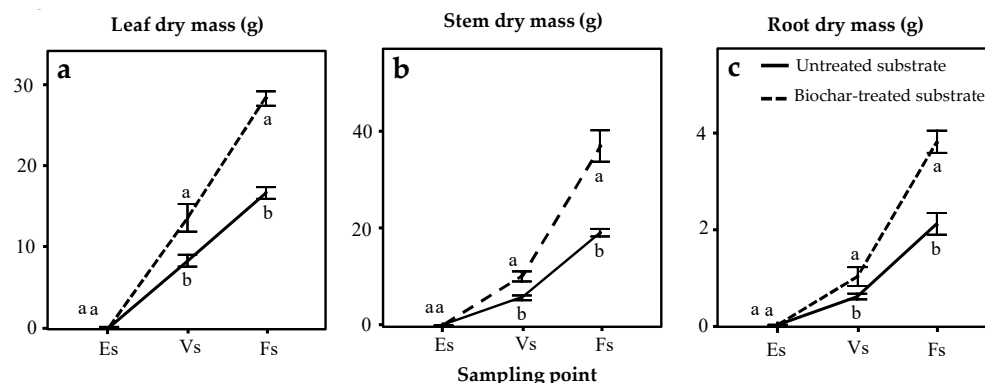 Leaf dry mass (g)
Stem dry mass (g)
Root dry mass (g)
a
30
20
10
0
a
a
b
b
a a
Es
Vs
Fs
b
40
20
0
a
a
b
b
a a
Es
Vs
Fs
c
Untreated substrate
Biochar-treated substrate
4
2
0
a
a
b
b
a a
Es
Vs
Fs
Sampling point